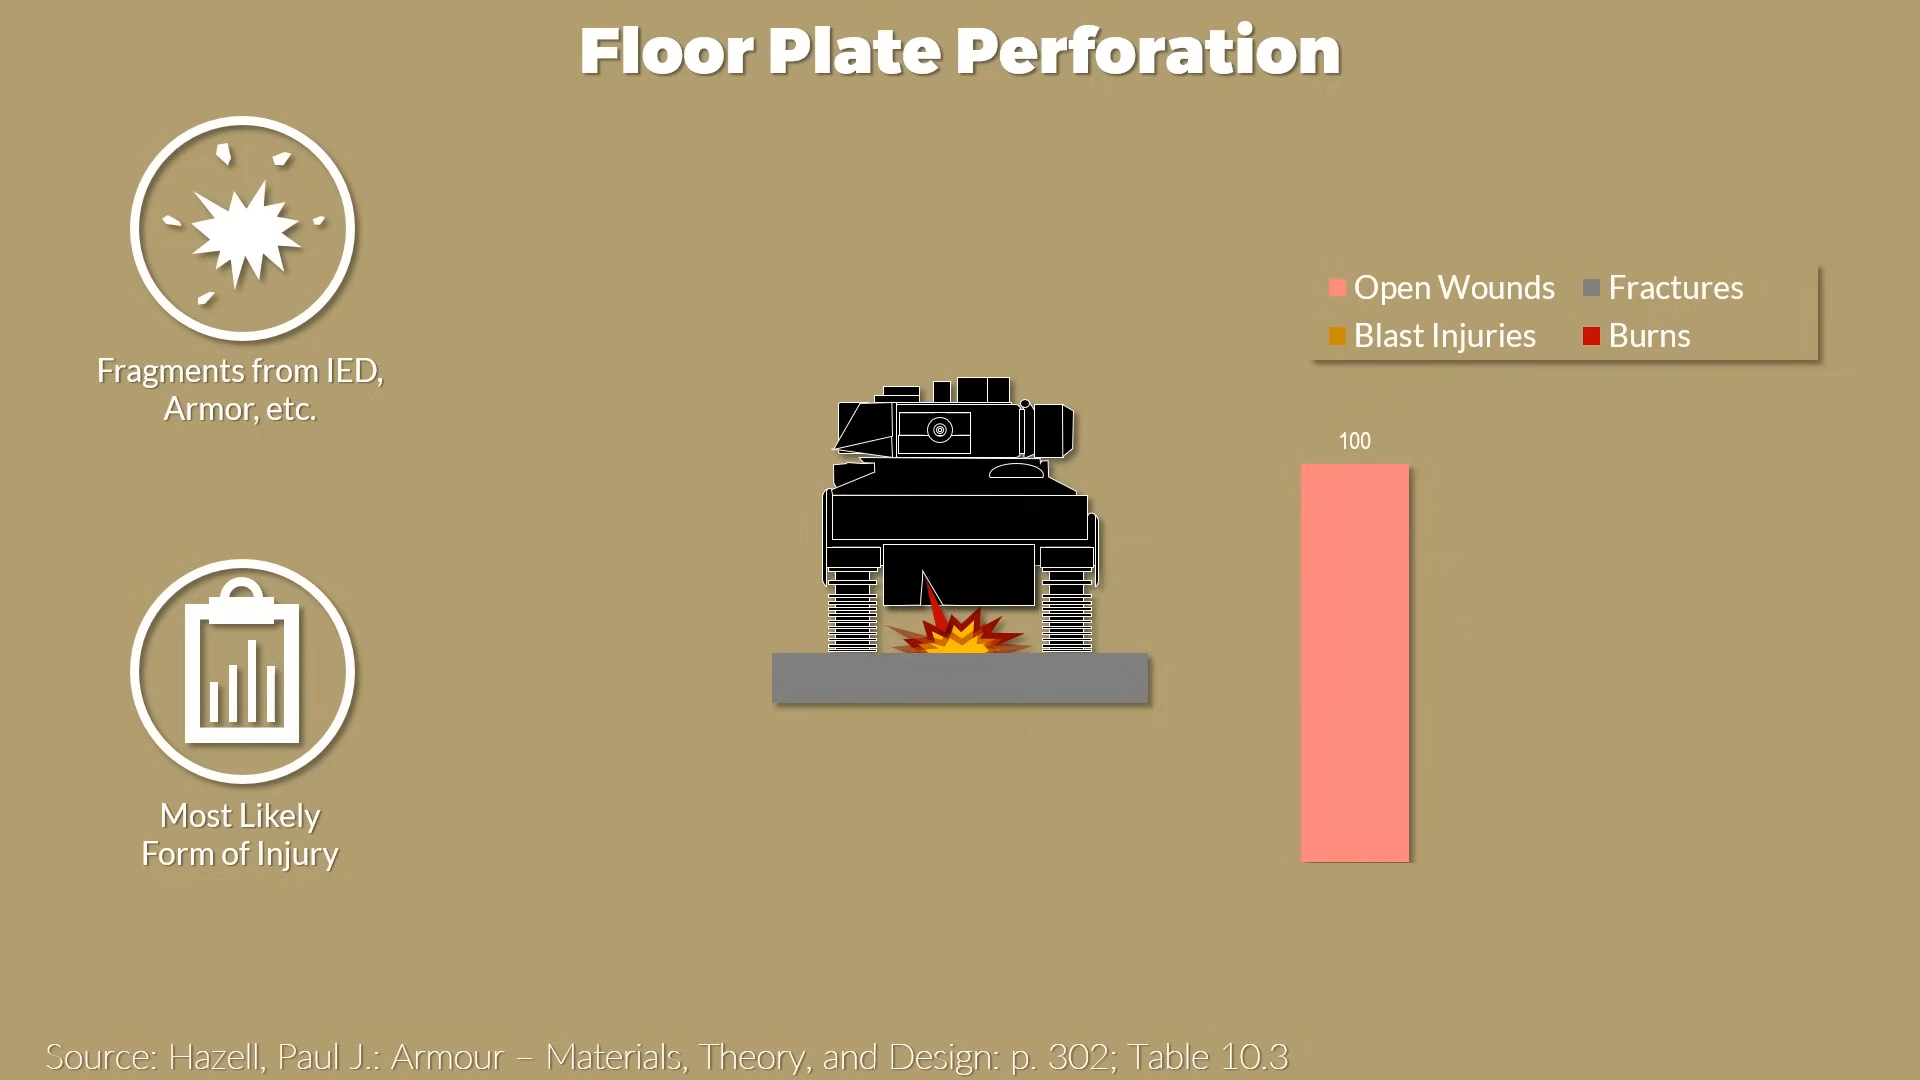 Floor Plate Perforation
Fragments from IED,
Armor, etc.
Most Likely
Form of Injury
Open Wounds
Fractures
Blast Injuries
Burns
100
Source: Hazell, Paul J.: Armour – Materials, Theory, and Design: p. 302; Table 10.3